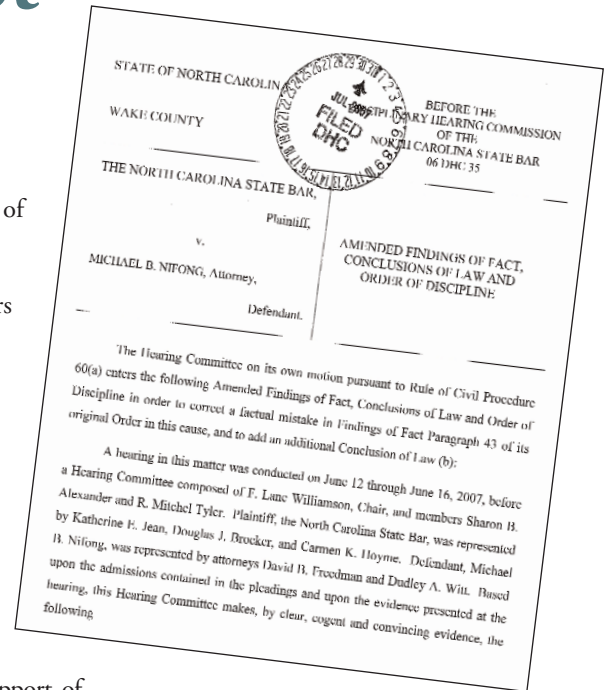 of
rs
STATE OF NORTH CAROLIN
WAKE COUNTY
BEFORE THE
HEARING COMMISSION
OF THE
NORTH CAROLINA STATE BAR
06 DHC 35
JUL 2007
FILED
DHC
THE NORTH CAROLINA STATE BAR,
Plaintiff,
v.
MICHAEL B. NIFONG, Attorney,
Defendant.
AMENDED FINDINGS OF FACT,
CONCLUSIONS OF LAW AND
ORDER OF DISCIPLINE
The Hearing Committee on its own motion pursuant to Rule of Civil Procedure
60(a) enters the following Amended Findings of Fact, Conclusions of Law and Order of
Discipline in order to correct a factual mistake in Findings of Fact Paragraph 43 of its
original Order in this cause, and to add an additional Conclusion of Law (b):
A hearing in this matter was conducted on June 12 through June 16, 2007, before
a Hearing Committee composed of F. Lane Williamson, Chair, and members Sharon B.
Alexander and R. Mitchel Tyler. Plaintiff, the North Carolina State Bar, was represented
by Katherine E. Jean, Douglas J. Brocker, and Carmen K. Hoyme. Defendant, Michael
B. Nifong, was represented by attorneys David B. Freedman and Dudley A. Witt. Based
upon the admissions contained in the pleadings and upon the evidence presented at the
hearing, this Hearing Committee makes, by clear, cogent and convincing evidence, the
following
pport of